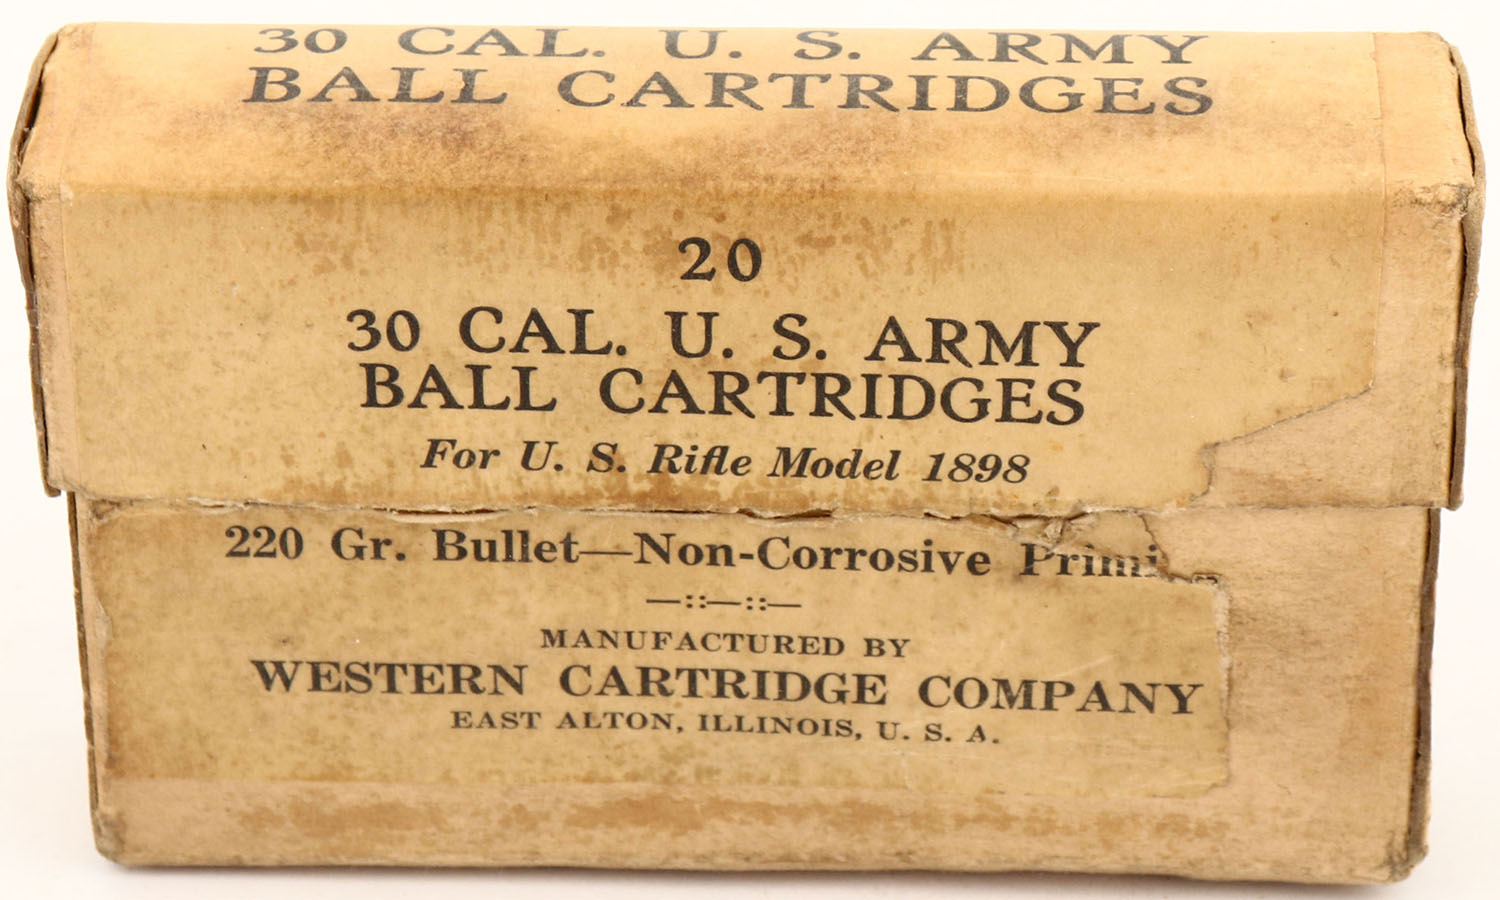 30 CAL. U. S. ARMY
BALL CARTRIDGES
20
30 CAL. U. S. ARMY
BALL CARTRIDGES
For U. S. Rifle Model 1898
220 Gr. Bullet—Non-Corrosive
—::—::—
MANUFACTURED BY
WESTERN CARTRIDGE COMPANY
EAST ALTON, ILLINOIS, U. S. A.